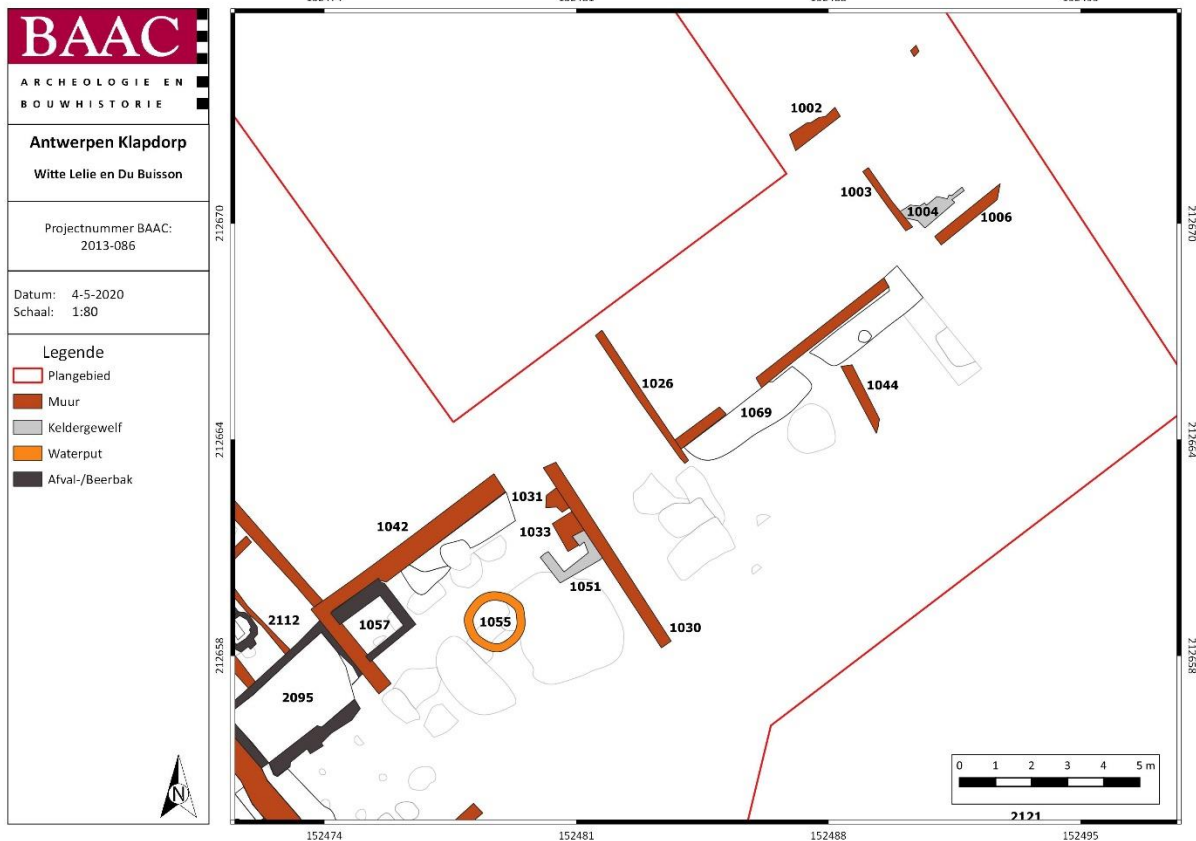 BAAC
ARCHEOLOGIE EN
BOUWHISTORIE
Antwerpen Klapdorp
Witte Lelie en Du Buisson
Projectnummer BAAC:
2013-086
Datum: 4-5-2020
Schaal: 1:80
Legende
Plangebied
Muur
Keldergewelf
Waterput
Afval-/Beerbak
N
1002
1003
1004
1006
212670
212670
1026
1044
1069
212664
212664
1031
1042
1033
1051
2112
1057
1055
1030
212658
212658
2095
0 1 2 3 4 5 m
2121
152474
152481
152488
152495